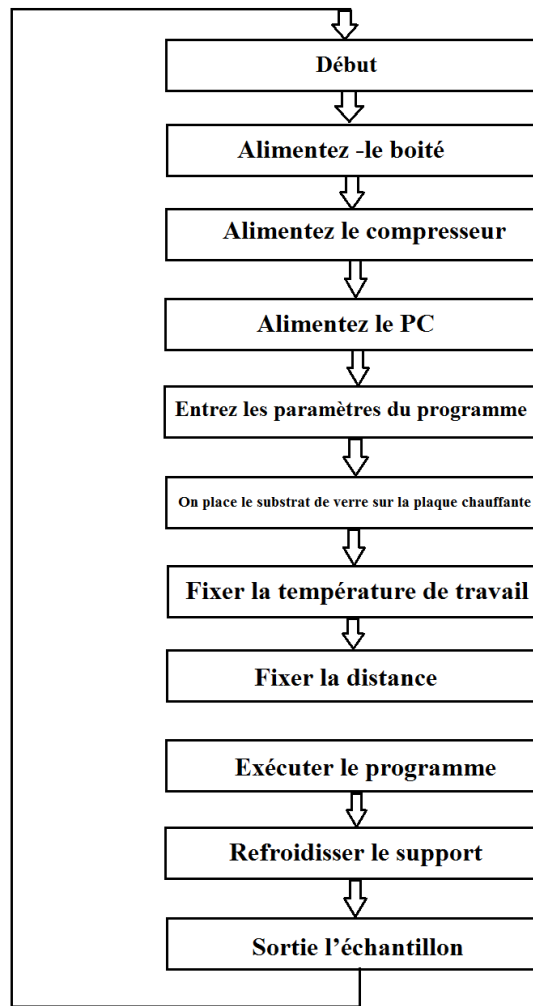 Début
Alimentez -le boité
Alimentez le compresseur
Alimentez le PC
Entrez les paramètres du programme
On place le substrat de verre sur la plaque chauffante
Fixer la température de travail
Fixer la distance
Exécuter le programme
Refroidisser le support
Sortie l’échantillon